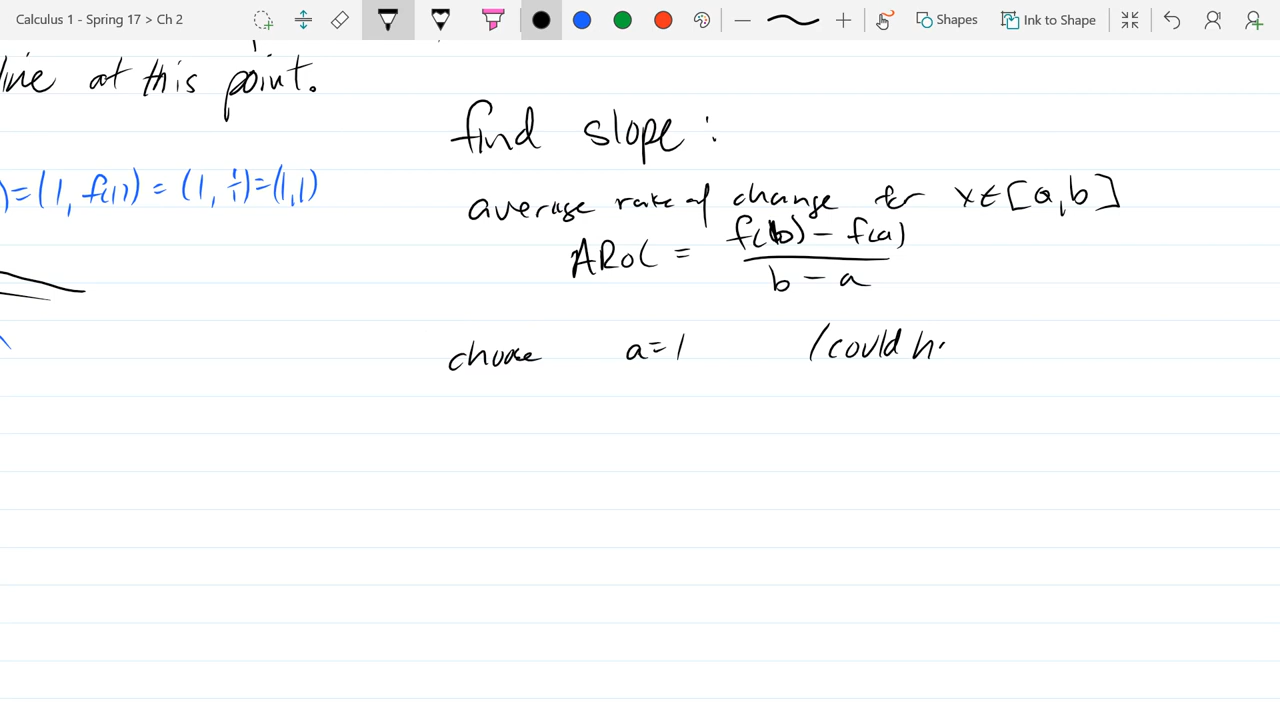 Calculus 1 - Spring 17 > Ch 2
Shapes
Ink to Shape
line at this point.
)=(1, f(1)) = (1, 1/1)=(1,1)
find slope:
average rate of change for x∈[a,b]
ARoC = f(b) - f(a) / b - a
choose a=1 (could h